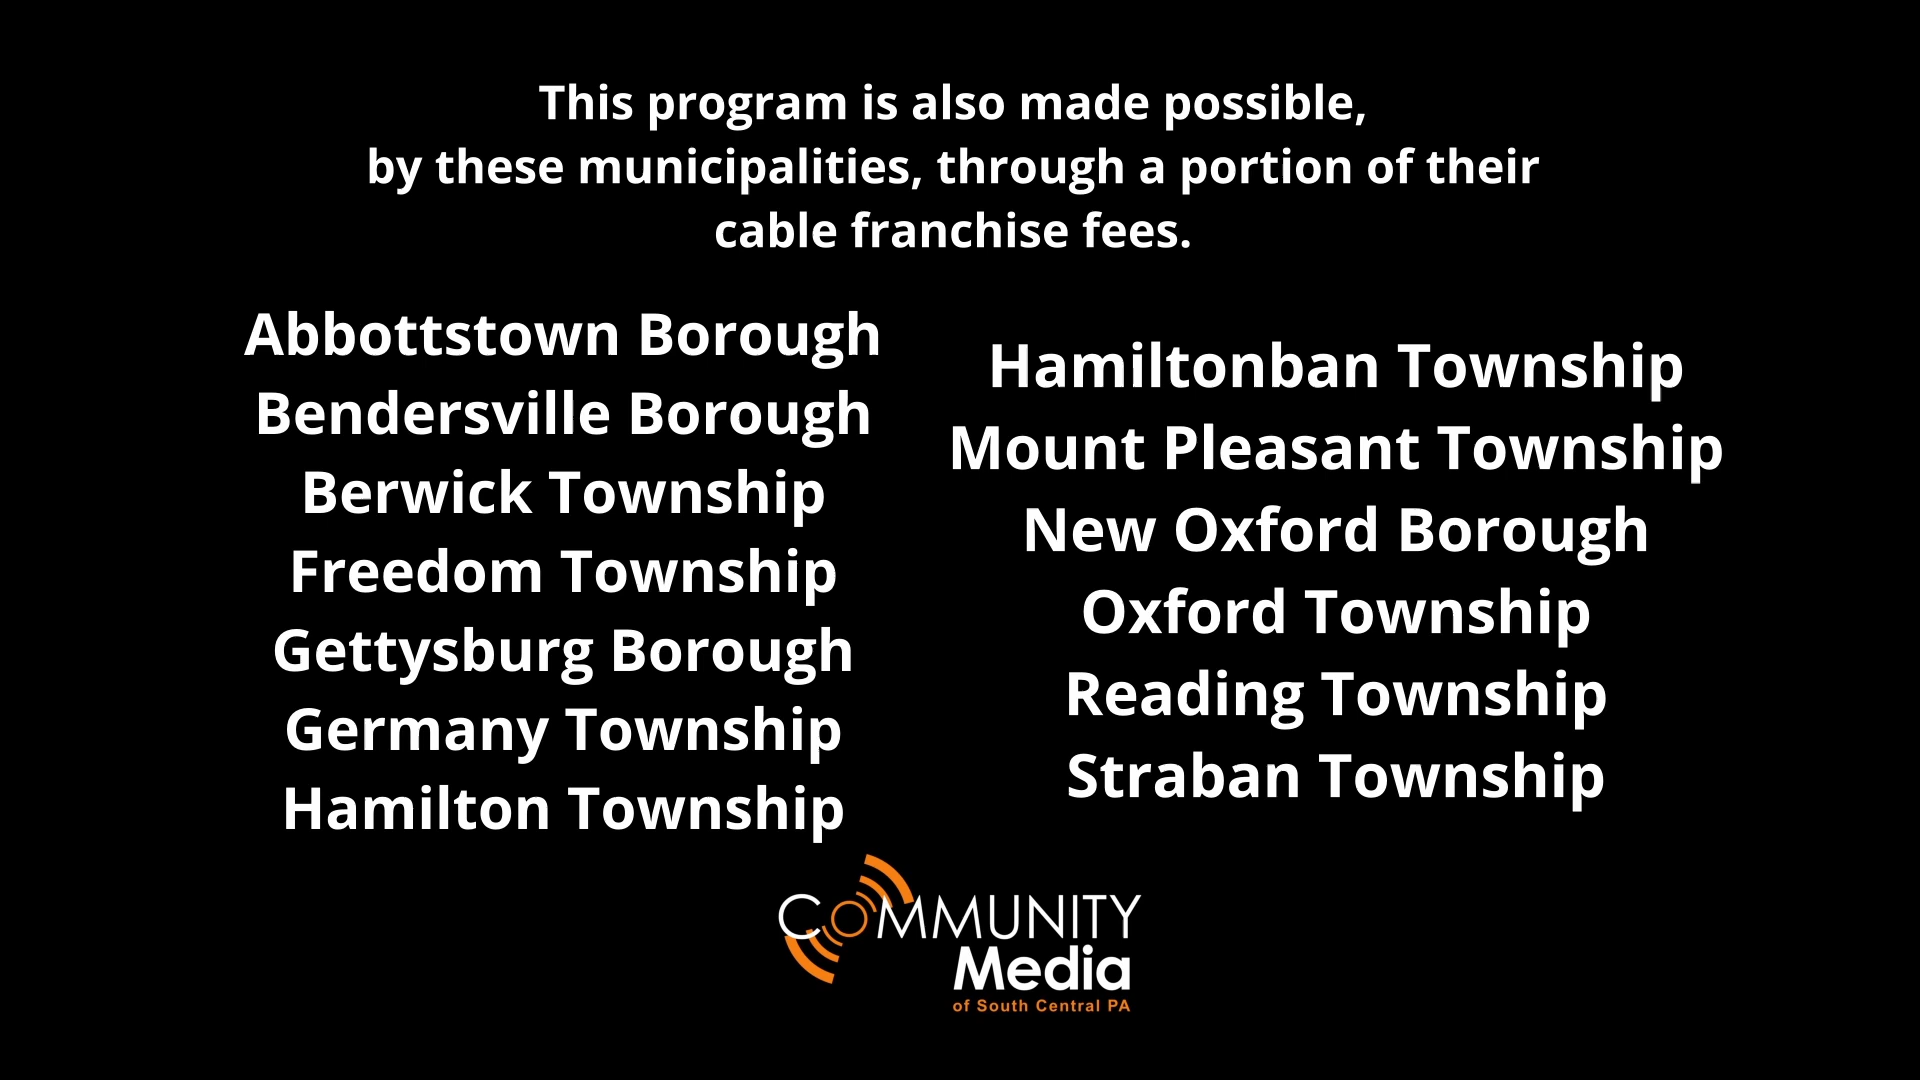 This program is also made possible,
by these municipalities, through a portion of their
cable franchise fees.
Abbottstown Borough
Bendersville Borough
Berwick Township
Freedom Township
Gettysburg Borough
Germany Township
Hamilton Township
Hamiltonban Township
Mount Pleasant Township
New Oxford Borough
Oxford Township
Reading Township
Straban Township
COMMUNITY
Media
of South Central PA